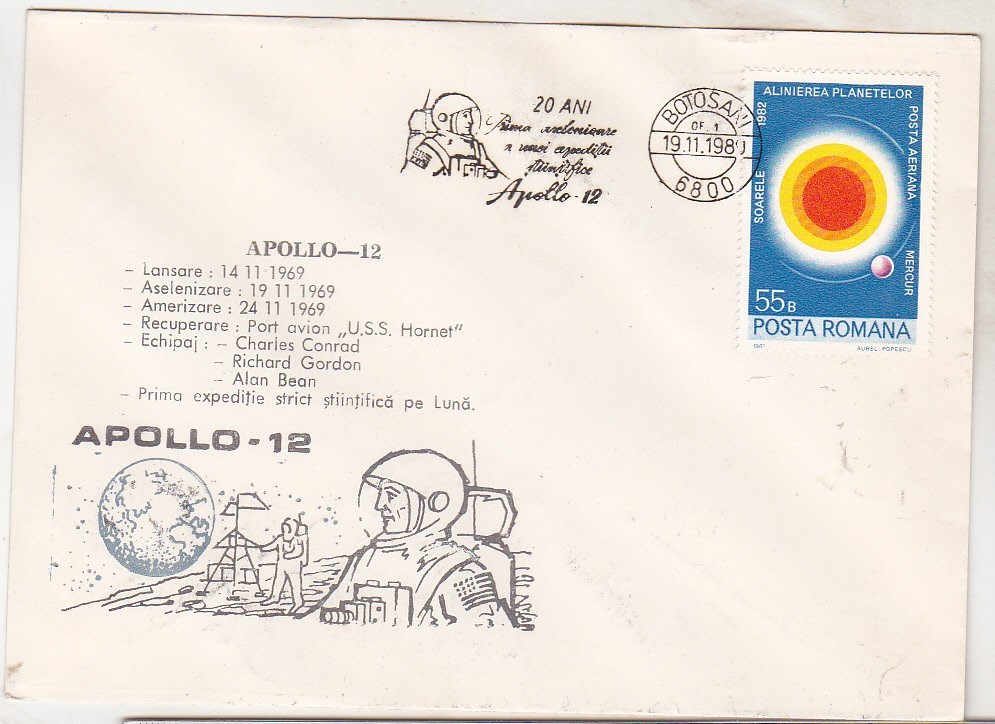 20 ANI
Prima aselenizare
a unei expediții
științifice
Apollo-12
BOTOSANI
OF. 1
19.11.1989
6800
ALINIEREA PLANETELOR
1982
SOARELE
POSTA AERIANA
MERCUR
55B
POSTA ROMANA
1981
AUREL POPESCU
APOLLO—12
– Lansare : 14 11 1969
– Aselenizare : 19 11 1969
– Amerizare : 24 11 1969
– Recuperare : Port avion „U.S.S. Hornet"
– Echipaj : – Charles Conrad
– Richard Gordon
– Alan Bean
– Prima expediție strict științifică pe Lună.
APOLLO-12